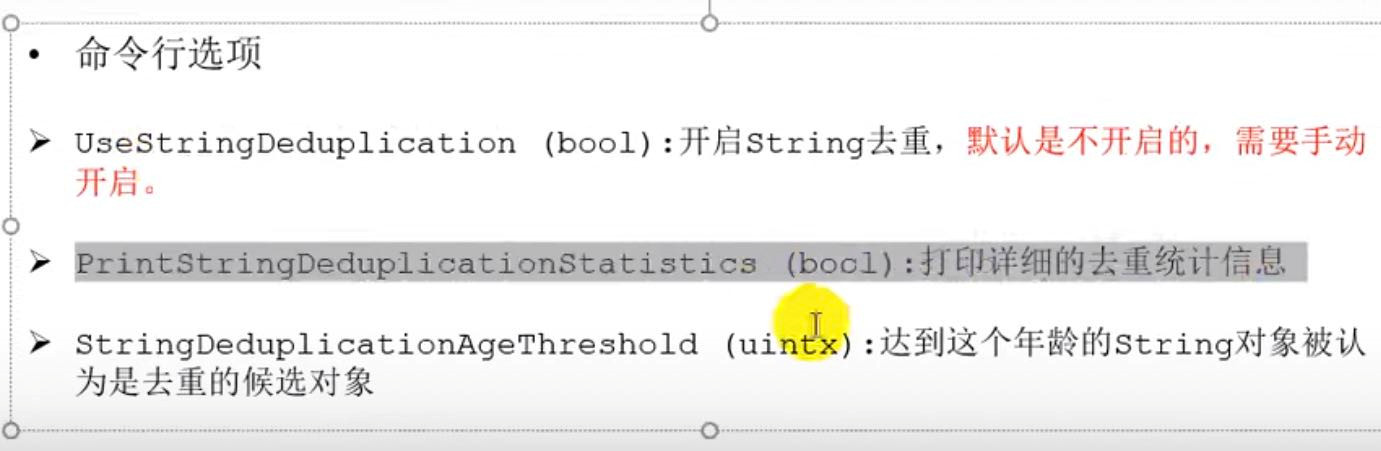 • 命令行选项
➢ UseStringDeduplication (bool):开启String去重，默认是不开启的，需要手动
开启。
➢ PrintStringDeduplicationStatistics (bool):打印详细的去重统计信息
➢ StringDeduplicationAgeThreshold (uintx):达到这个年龄的String对象被认
为是去重的候选对象